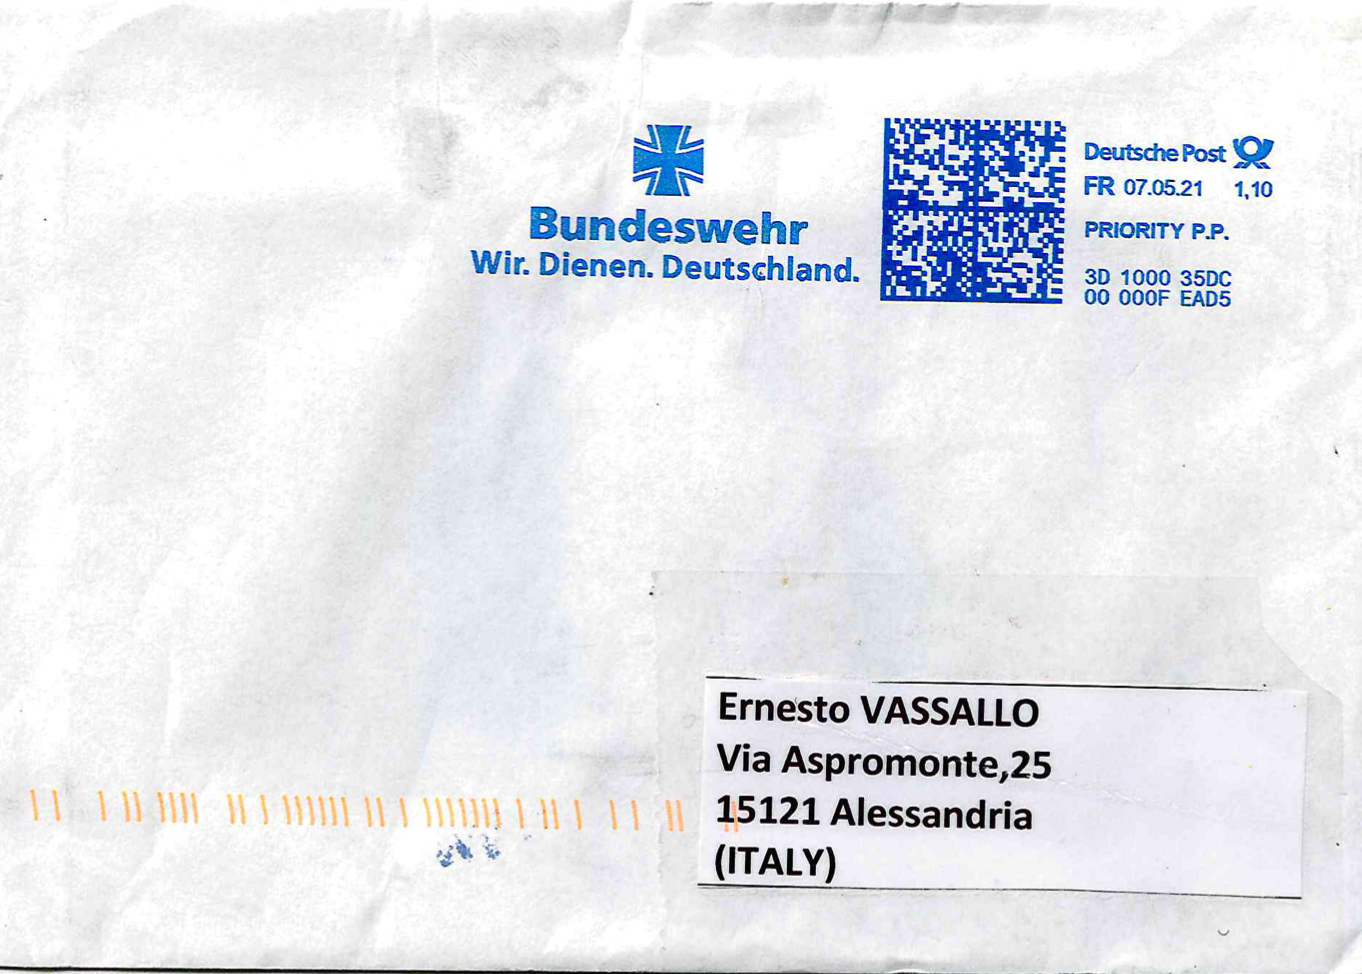 Bundeswehr
Wir. Dienen. Deutschland.
Deutsche Post
FR 07.05.21 1,10
PRIORITY P.P.
3D 1000 35DC
00 000F EAD5
Ernesto VASSALLO
Via Aspromonte,25
15121 Alessandria
(ITALY)